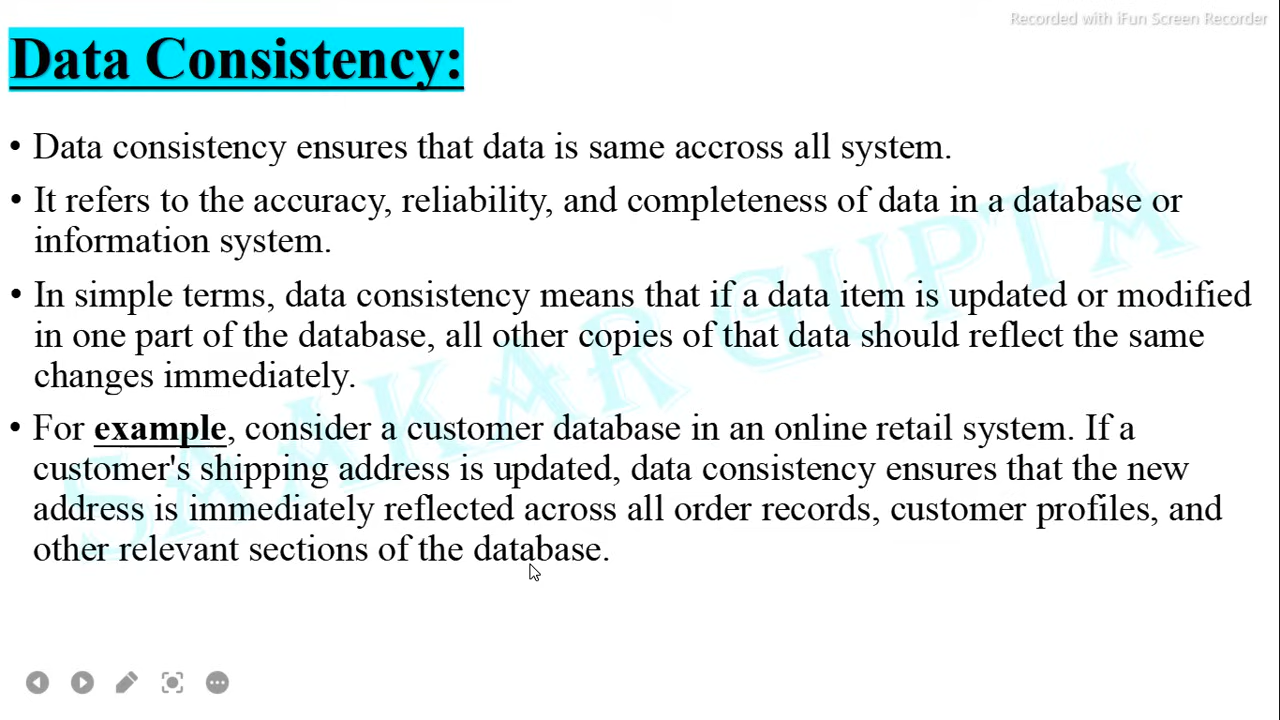 Recorded with iFun Screen Recorder
Data Consistency:
• Data consistency ensures that data is same accross all system.
• It refers to the accuracy, reliability, and completeness of data in a database or
information system.
• In simple terms, data consistency means that if a data item is updated or modified
in one part of the database, all other copies of that data should reflect the same
changes immediately.
• For example, consider a customer database in an online retail system. If a
customer's shipping address is updated, data consistency ensures that the new
address is immediately reflected across all order records, customer profiles, and
other relevant sections of the database.
SAMKAR GUPTA